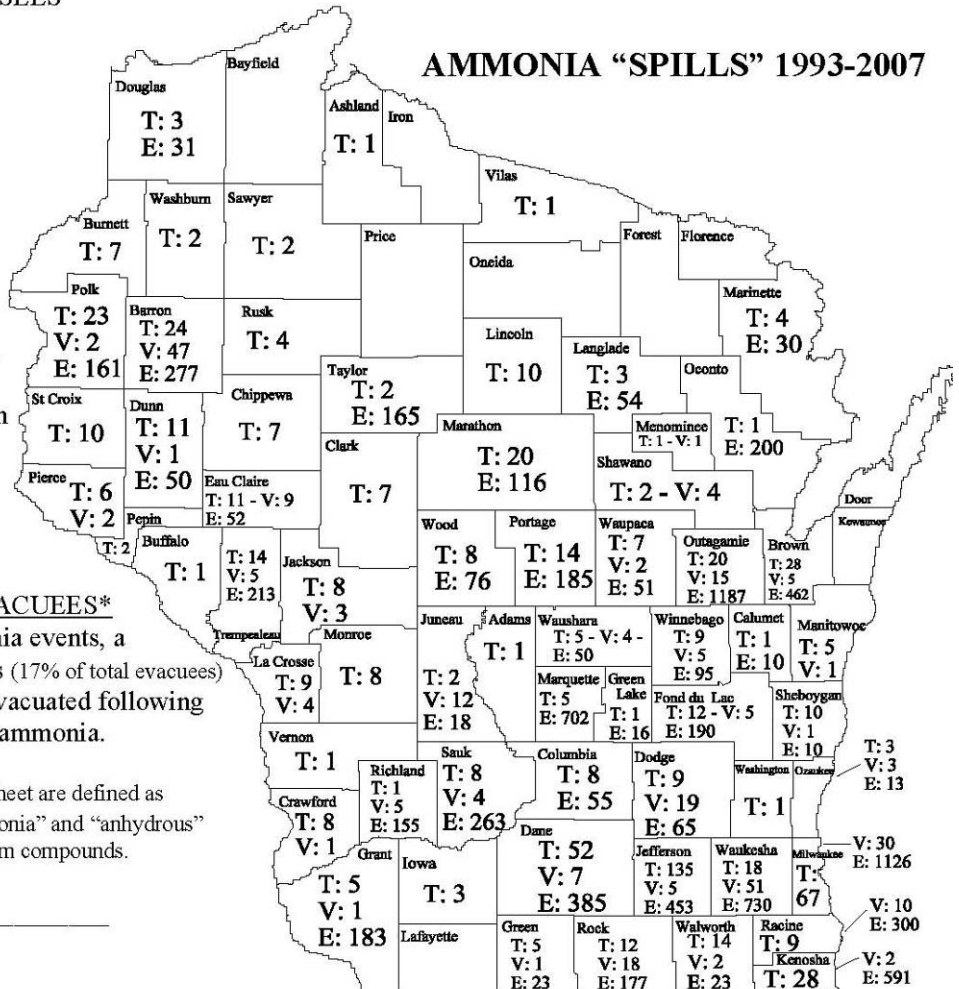 AMMONIA “SPILLS” 1993-2007
Bayfield
Douglas
T: 3
E: 31
Ashland
T: 1
Iron
Vilas
T: 1
Washburn
T: 2
Sawyer
T: 2
Burnett
T: 7
Price
Forest
Florence
Oneida
Polk
T: 23
V: 2
E: 161
Barron
T: 24
V: 47
E: 277
Rusk
T: 4
Marinette
T: 4
E: 30
Lincoln
T: 10
Langlade
T: 3
E: 54
Oconto
T: 1
E: 200
Taylor
T: 2
E: 165
St Croix
T: 10
Dunn
T: 11
V: 1
E: 50
Chippewa
T: 7
Marathon
T: 20
E: 116
Menominee
T: 1 - V: 1
Clark
T: 7
Shawano
T: 2 - V: 4
Pierce
T: 6
V: 2
Eau Claire
T: 11 - V: 9
E: 52
Door
Kewaunee
Pepin
T: 2
Buffalo
T: 1
T: 14
V: 5
E: 213
Trempealeau
Jackson
T: 8
V: 3
Wood
T: 8
E: 76
Portage
T: 14
E: 185
Waupaca
T: 7
V: 2
E: 51
Outagamie
T: 20
V: 15
E: 1187
Brown
T: 28
V: 5
E: 462
ACUEES*
nia events, a
s (17% of total evacuees)
vacuated following
ammonia.
Monroe
T: 8
Juneau
T: 2
V: 12
E: 18
Adams
T: 1
Waushara
T: 5 - V: 4 -
E: 50
Winnebago
T: 9
V: 5
E: 95
Calumet
T: 1
E: 10
Manitowoc
T: 5
V: 1
La Crosse
T: 9
V: 4
Marquette
T: 5
E: 702
Green
Lake
T: 1
E: 16
Fond du Lac
T: 12 - V: 5
E: 190
Sheboygan
T: 10
V: 1
E: 10
Vernon
T: 1
Richland
T: 1
V: 5
E: 155
Sauk
T: 8
V: 4
E: 263
Columbia
T: 8
E: 55
Dodge
T: 9
V: 19
E: 65
Washington
T: 1
Ozaukee
T: 3
V: 3
E: 13
heet are defined as
onia” and “anhydrous”
m compounds.
Crawford
T: 8
V: 1
Grant
T: 5
V: 1
E: 183
Iowa
T: 3
Dane
T: 52
V: 7
E: 385
Jefferson
T: 135
V: 5
E: 453
Waukesha
T: 18
V: 51
E: 730
Milwaukee
T:
67
V: 30
E: 1126
Lafayette
Green
T: 5
V: 1
E: 23
Rock
T: 12
V: 18
E: 177
Walworth
T: 14
V: 2
E: 23
Racine
T: 9
V: 10
E: 300
Kenosha
T: 28
V: 2
E: 591